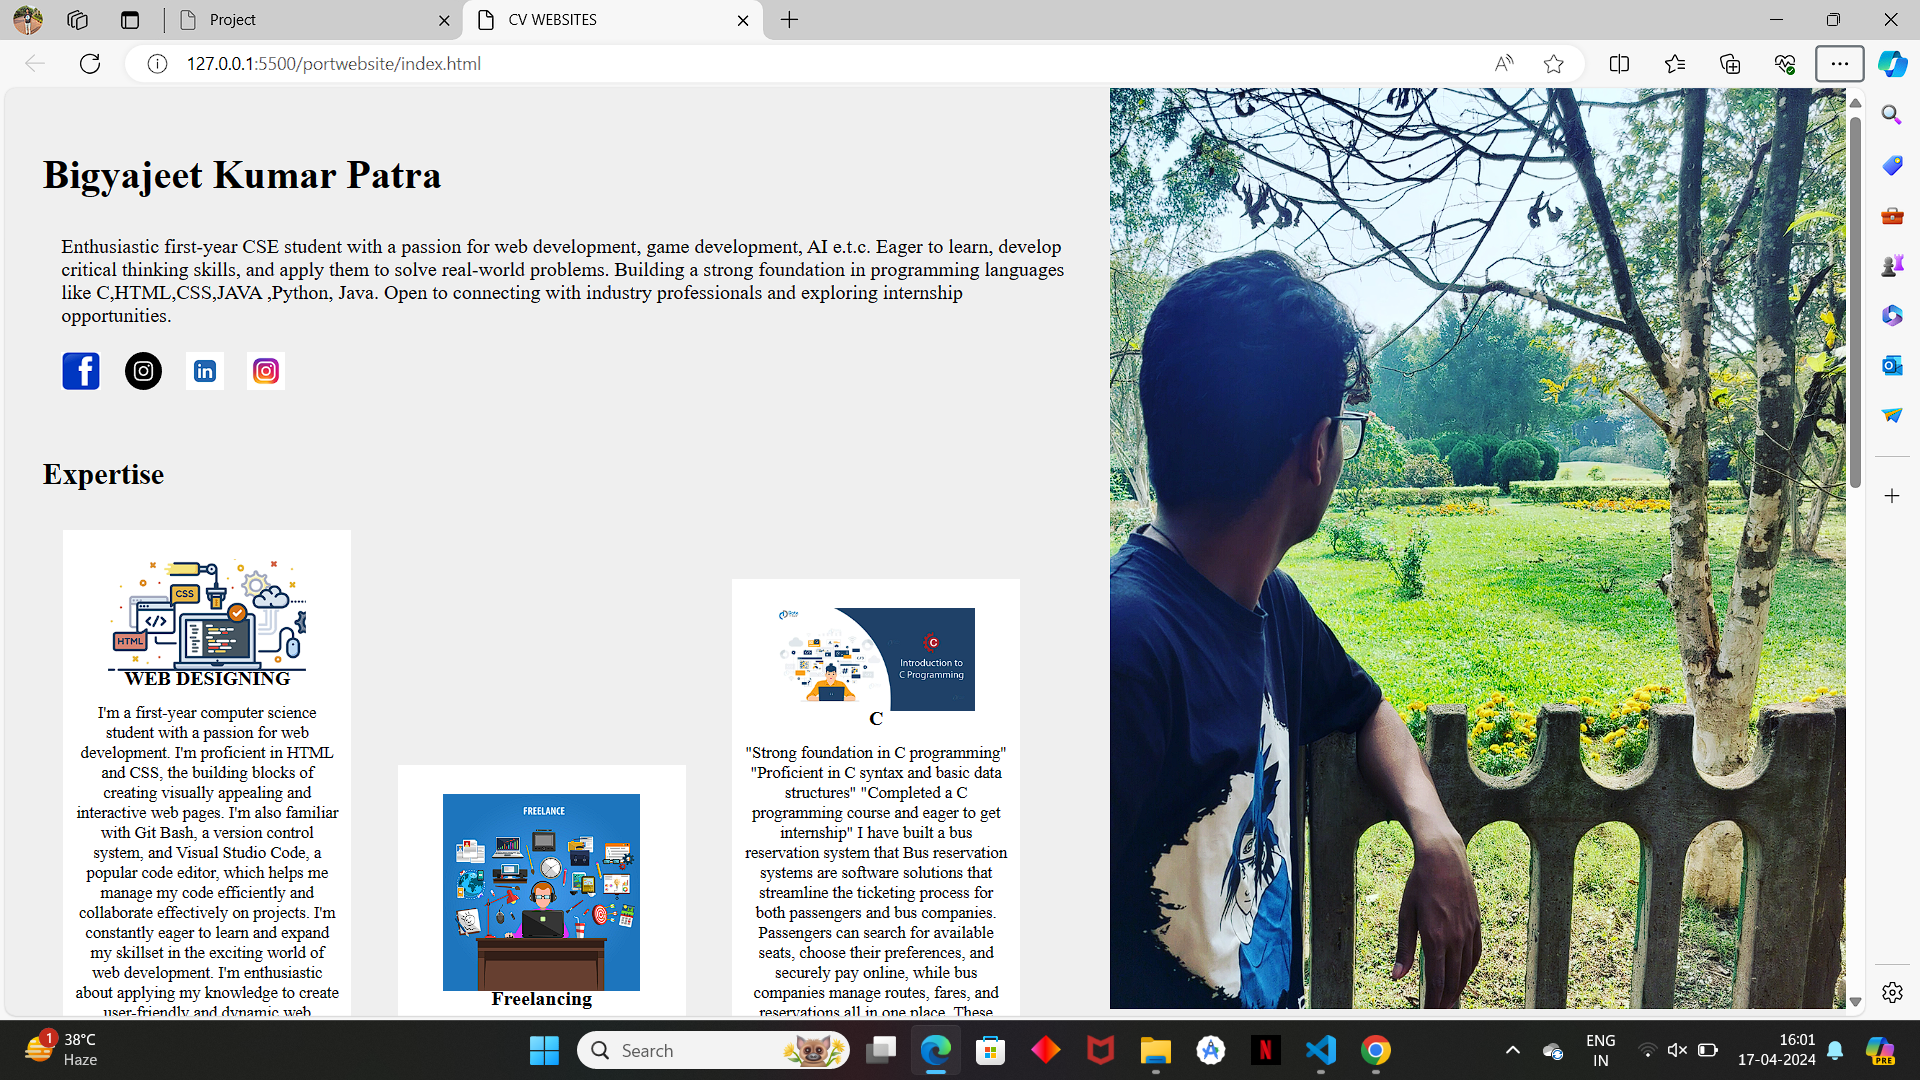 Project
CV WEBSITES
127.0.0.1:5500/portwebsite/index.html
Bigyajeet Kumar Patra
Enthusiastic first-year CSE student with a passion for web development, game development, AI e.t.c. Eager to learn, develop
critical thinking skills, and apply them to solve real-world problems. Building a strong foundation in programming languages
like C,HTML,CSS,JAVA ,Python, Java. Open to connecting with industry professionals and exploring internship
opportunities.
Expertise
CSS
HTML
WEB DESIGNING
I'm a first-year computer science
student with a passion for web
development. I'm proficient in HTML
and CSS, the building blocks of
creating visually appealing and
interactive web pages. I'm also familiar
with Git Bash, a version control
system, and Visual Studio Code, a
popular code editor, which helps me
manage my code efficiently and
collaborate effectively on projects. I'm
constantly eager to learn and expand
my skillset in the exciting world of
web development. I'm enthusiastic
about applying my knowledge to create
user-friendly and dynamic web
FREELANCE
Freelancing
C
Introduction to
C Programming
C
"Strong foundation in C programming"
"Proficient in C syntax and basic data
structures" "Completed a C
programming course and eager to get
internship" I have built a bus
reservation system that Bus reservation
systems are software solutions that
streamline the ticketing process for
both passengers and bus companies.
Passengers can search for available
seats, choose their preferences, and
securely pay online, while bus
companies manage routes, fares, and
reservations all in one place. These
1
38°C
Haze
Search
ENG
IN
16:01
17-04-2024
PRE